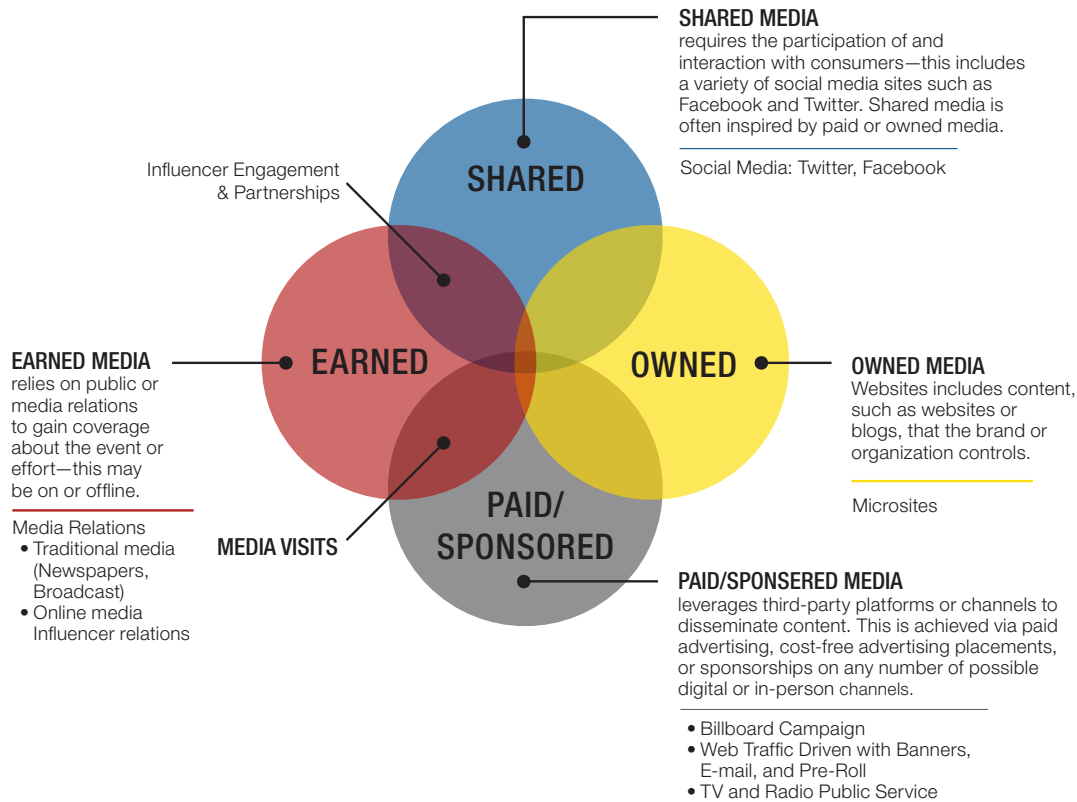 SHARED MEDIA
requires the participation of and
interaction with consumers—this includes
a variety of social media sites such as
Facebook and Twitter. Shared media is
often inspired by paid or owned media.
Social Media: Twitter, Facebook
Influencer Engagement
& Partnerships
SHARED
EARNED
OWNED
PAID/
SPONSORED
EARNED MEDIA
relies on public or
media relations
to gain coverage
about the event or
effort—this may
be on or offline.
Media Relations
• Traditional media
(Newspapers,
Broadcast)
• Online media
Influencer relations
MEDIA VISITS
OWNED MEDIA
Websites includes content,
such as websites or
blogs, that the brand or
organization controls.
Microsites
PAID/SPONSERED MEDIA
leverages third-party platforms or channels to
disseminate content. This is achieved via paid
advertising, cost-free advertising placements,
or sponsorships on any number of possible
digital or in-person channels.
• Billboard Campaign
• Web Traffic Driven with Banners,
E-mail, and Pre-Roll
• TV and Radio Public Service